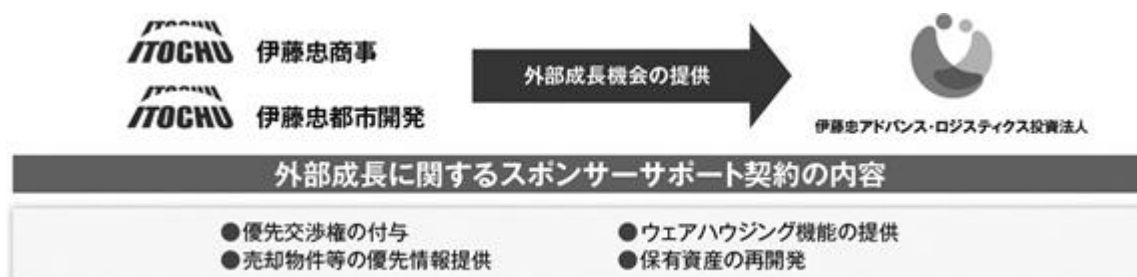 ITOCHU 伊藤忠商事
ITOCHU 伊藤忠都市開発
外部成長機会の提供
伊藤忠アドバンス・ロジスティクス投資法人
外部成長に関するスポンサーサポート契約の内容
●優先交渉権の付与
●売却物件等の優先情報提供
●ウェアハウジング機能の提供
●保有資産の再開発